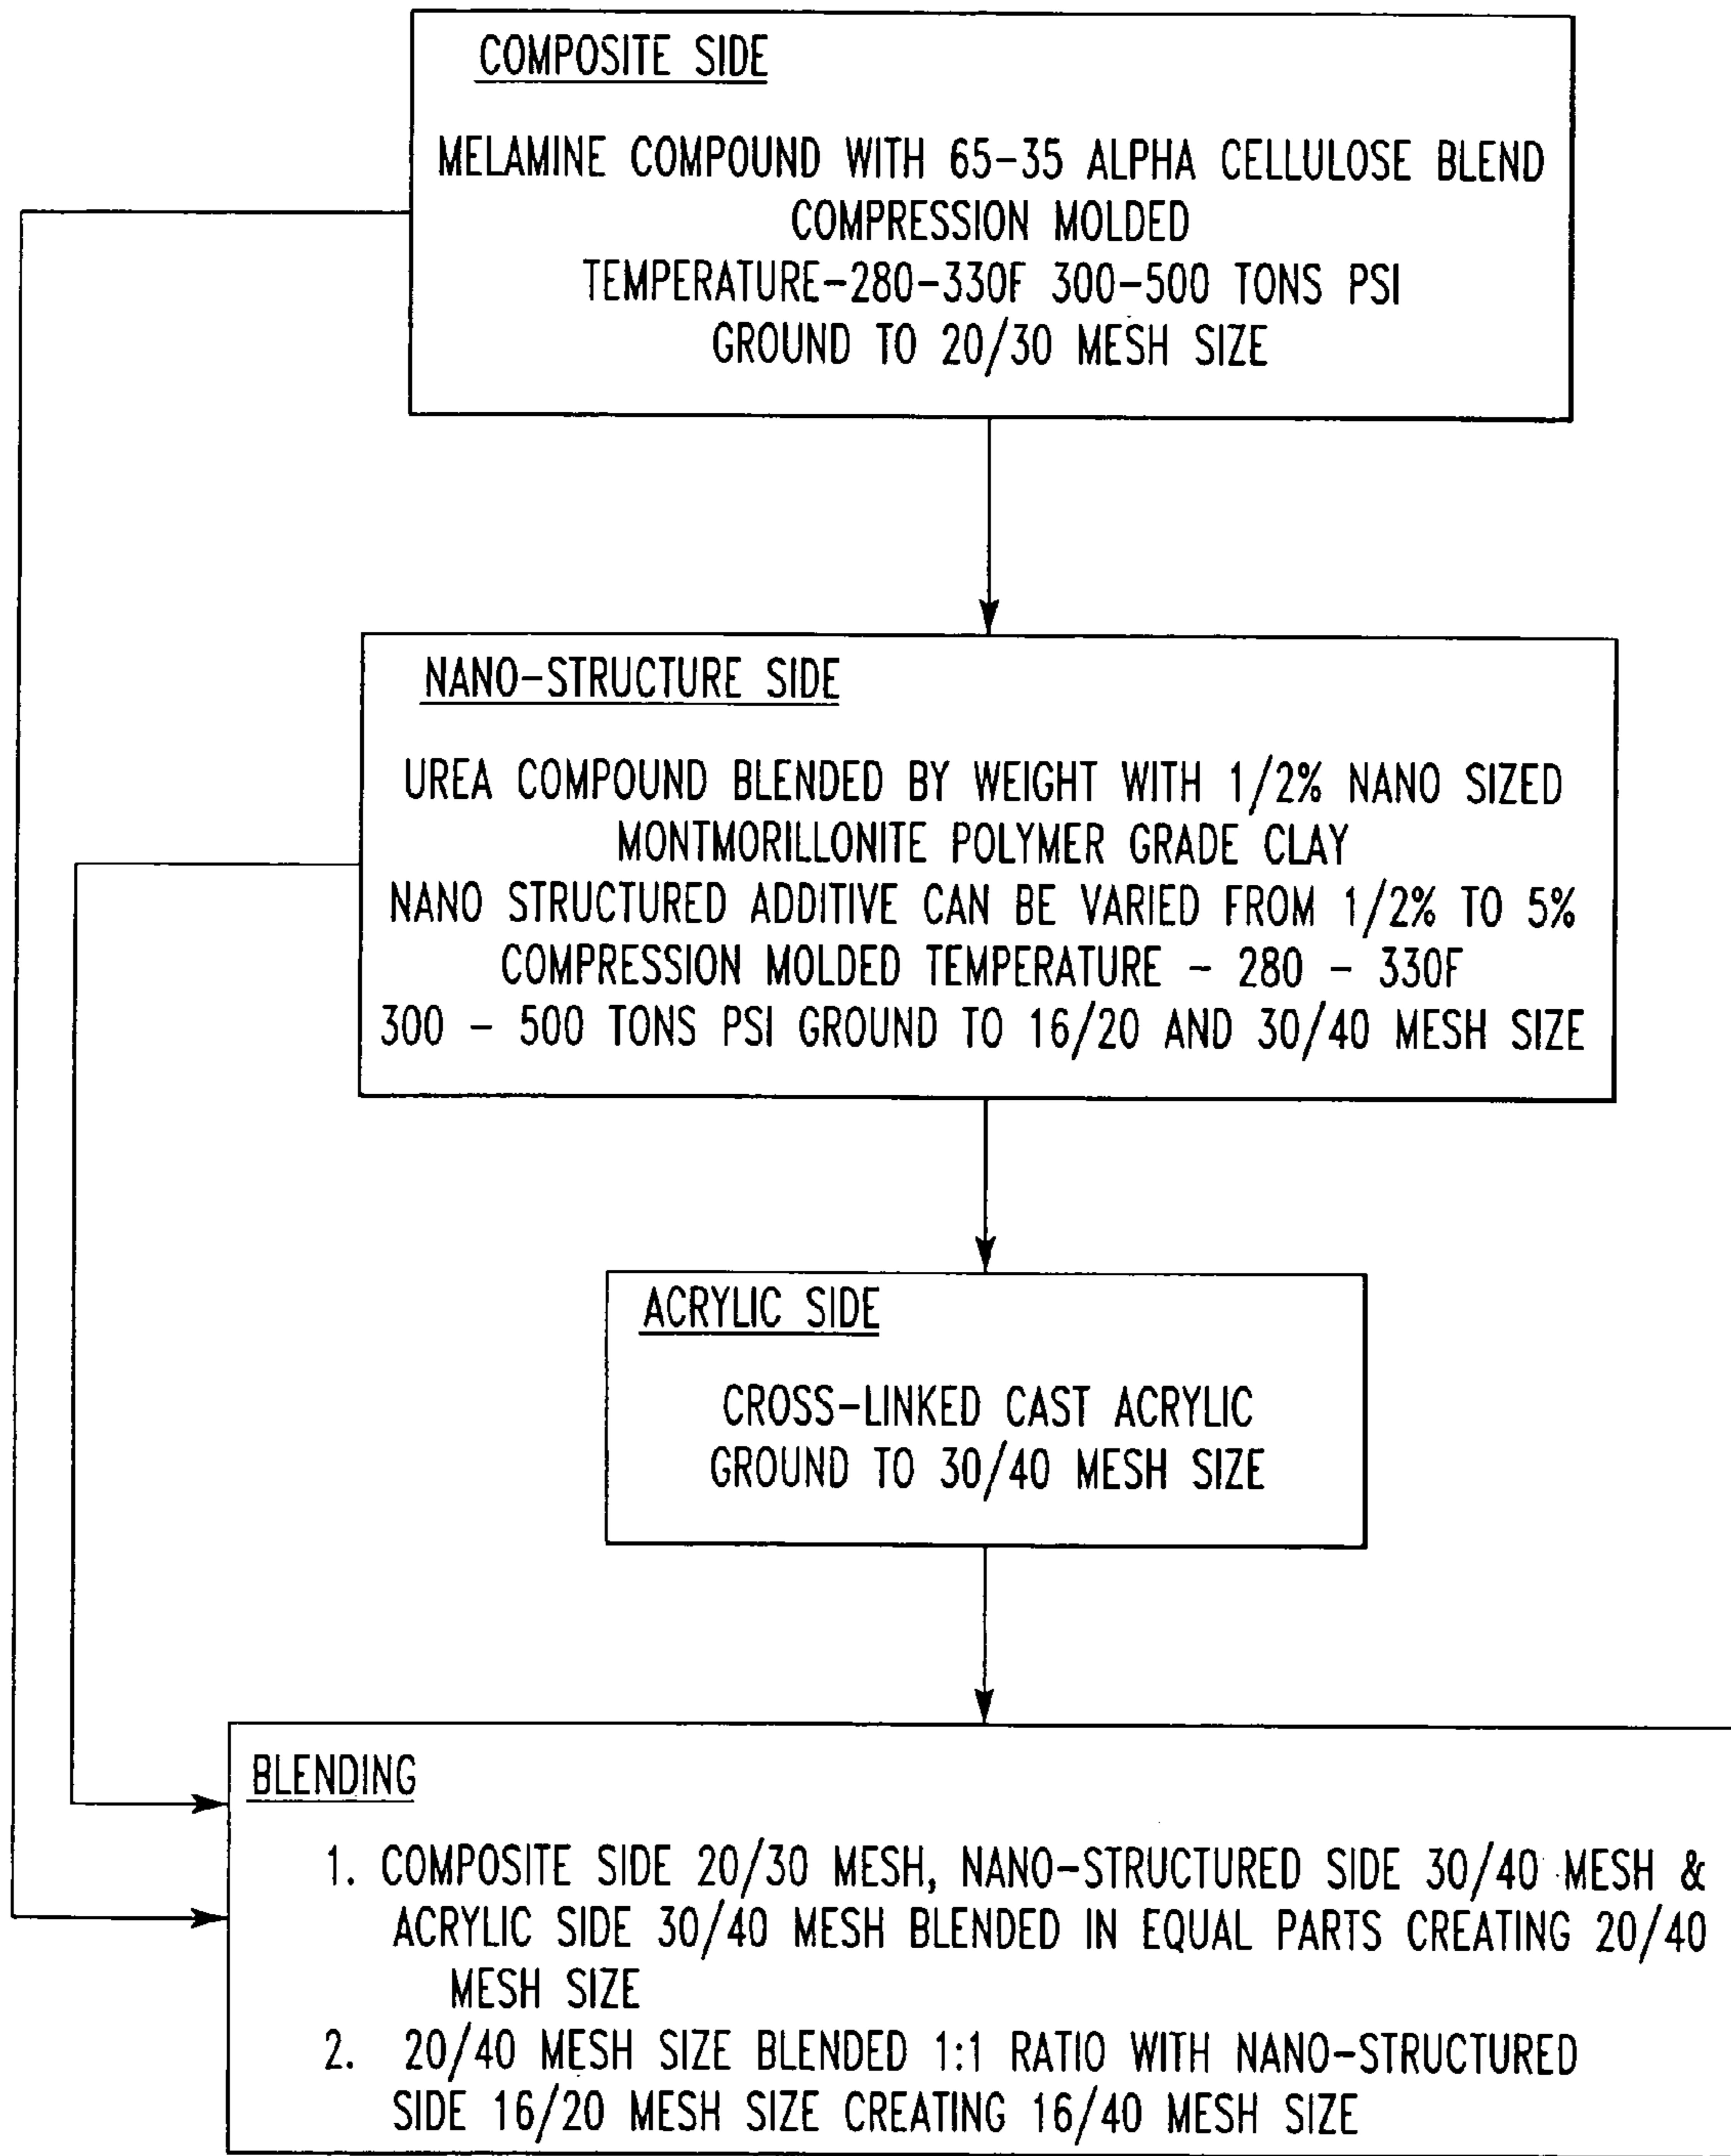 COMPOSITE SIDE
MELAMINE COMPOUND WITH 65-35 ALPHA CELLULOSE BLEND
COMPRESSION MOLDED
TEMPERATURE-280-330F 300-500 TONS PSI
GROUND TO 20/30 MESH SIZE
NANO-STRUCTURE SIDE
UREA COMPOUND BLENDED BY WEIGHT WITH 1/2% NANO SIZED
MONTMORILLONITE POLYMER GRADE CLAY
NANO STRUCTURED ADDITIVE CAN BE VARIED FROM 1/2% TO 5%
COMPRESSION MOLDED TEMPERATURE - 280 - 330F
300 - 500 TONS PSI GROUND TO 16/20 AND 30/40 MESH SIZE
ACRYLIC SIDE
CROSS-LINKED CAST ACRYLIC
GROUND TO 30/40 MESH SIZE
BLENDING
1. COMPOSITE SIDE 20/30 MESH, NANO-STRUCTURED SIDE 30/40 MESH &
ACRYLIC SIDE 30/40 MESH BLENDED IN EQUAL PARTS CREATING 20/40
MESH SIZE
2. 20/40 MESH SIZE BLENDED 1:1 RATIO WITH NANO-STRUCTURED
SIDE 16/20 MESH SIZE CREATING 16/40 MESH SIZE